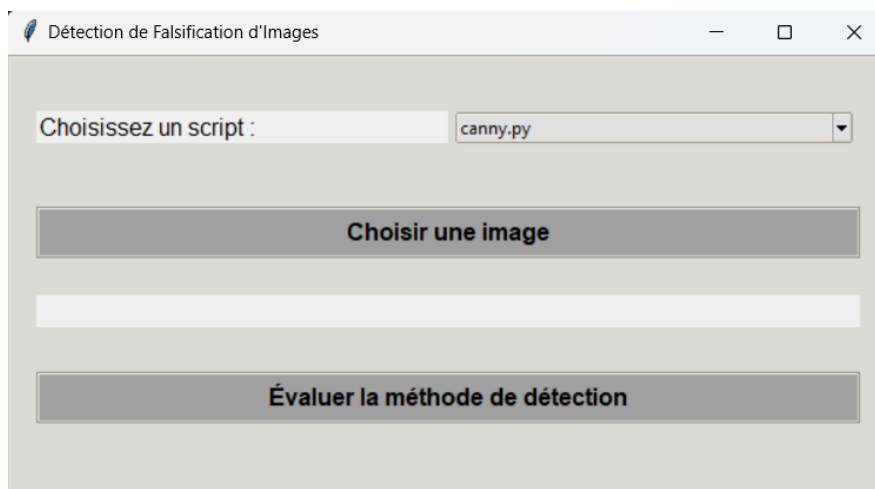 Détection de Falsification d'Images
Choisissez un script :
canny.py
Choisir une image
Évaluer la méthode de détection